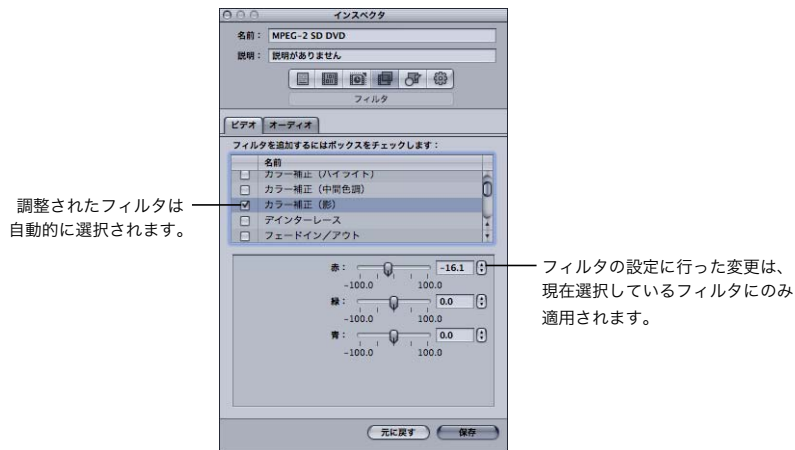 インスペクタ
名前： MPEG-2 SD DVD
説明： 説明がありません
フィルタ
ビデオ オーディオ
フィルタを追加するにはボックスをチェックします：
名前
カラー補正（ハイライト）
カラー補正（中間色調）
カラー補正（影）
デインターレース
フェードイン／アウト
調整されたフィルタは
自動的に選択されます。
赤： -16.1
-100.0 100.0
緑： 0.0
-100.0 100.0
青： 0.0
-100.0 100.0
フィルタの設定に行った変更は、
現在選択しているフィルタにのみ
適用されます。
元に戻す 保存